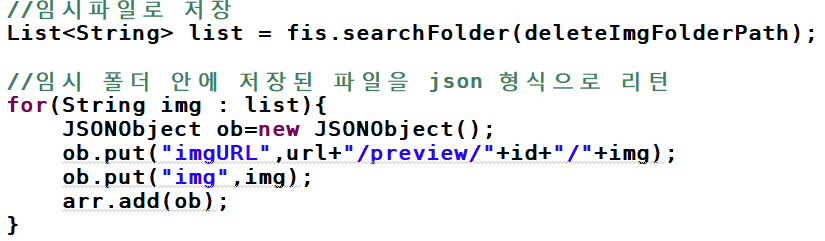 //임시파일로 저장
List<String> list = fis.searchFolder(deleteImgFolderPath);
//임시 폴더 안에 저장된 파일을 json 형식으로 리턴
for(String img : list){
JSONObject ob=new JSONObject();
ob.put("imgURL",url+"/preview/"+id+"/"+img);
ob.put("img",img);
arr.add(ob);
}